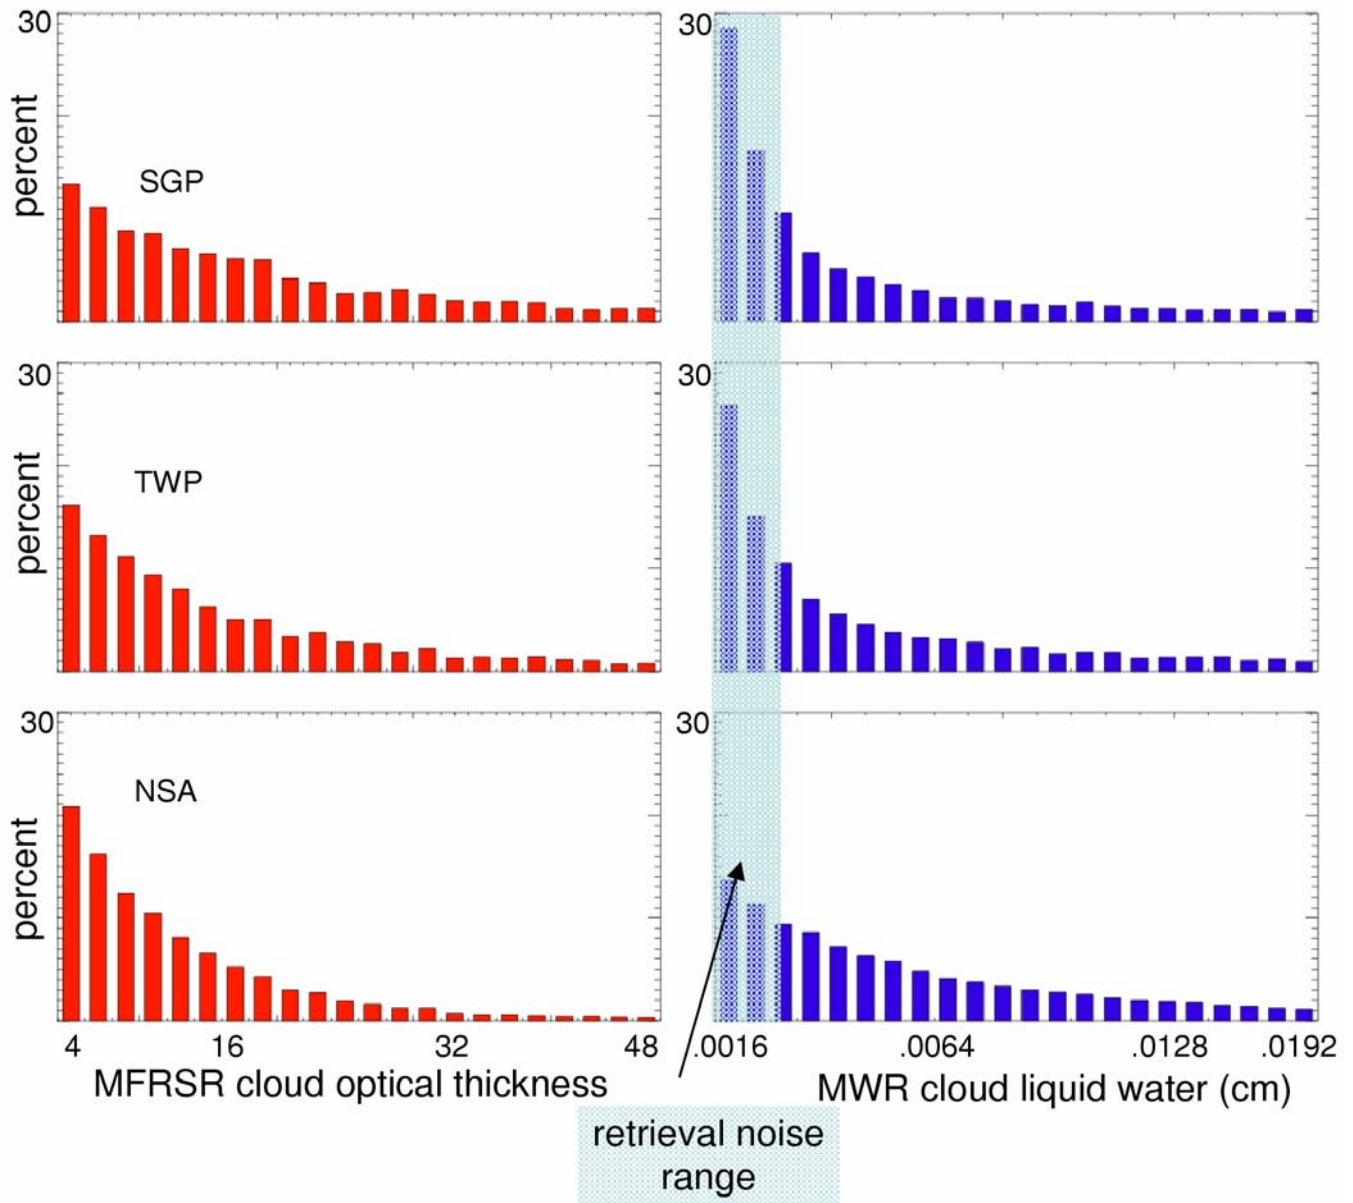 30
30
percent
SGP
30
30
percent
TWP
30
30
percent
NSA
4 16 32 48
.0016 .0064 .0128 .0192
MFRSR cloud optical thickness
MWR cloud liquid water (cm)
retrieval noise
range